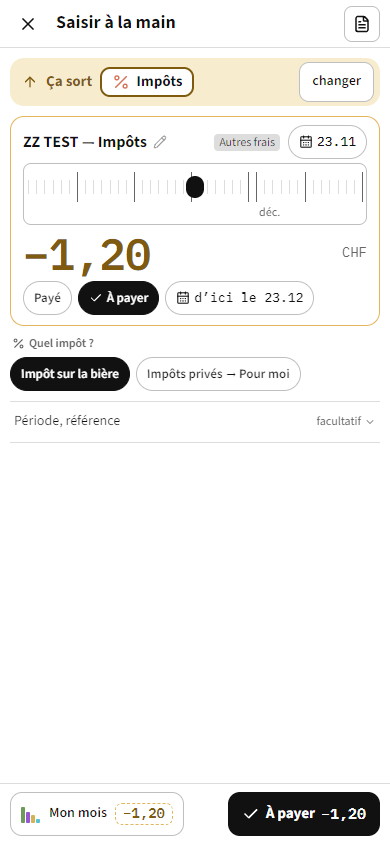 Saisir à la main
Ça sort
Impôts
changer
ZZ TEST — Impôts
Autres frais
23.11
déc.
−1,20
CHF
Payé
À payer
d’ici le 23.12
Quel impôt ?
Impôt sur la bière
Impôts privés → Pour moi
Période, référence
facultatif
Mon mois
−1,20
À payer −1,20